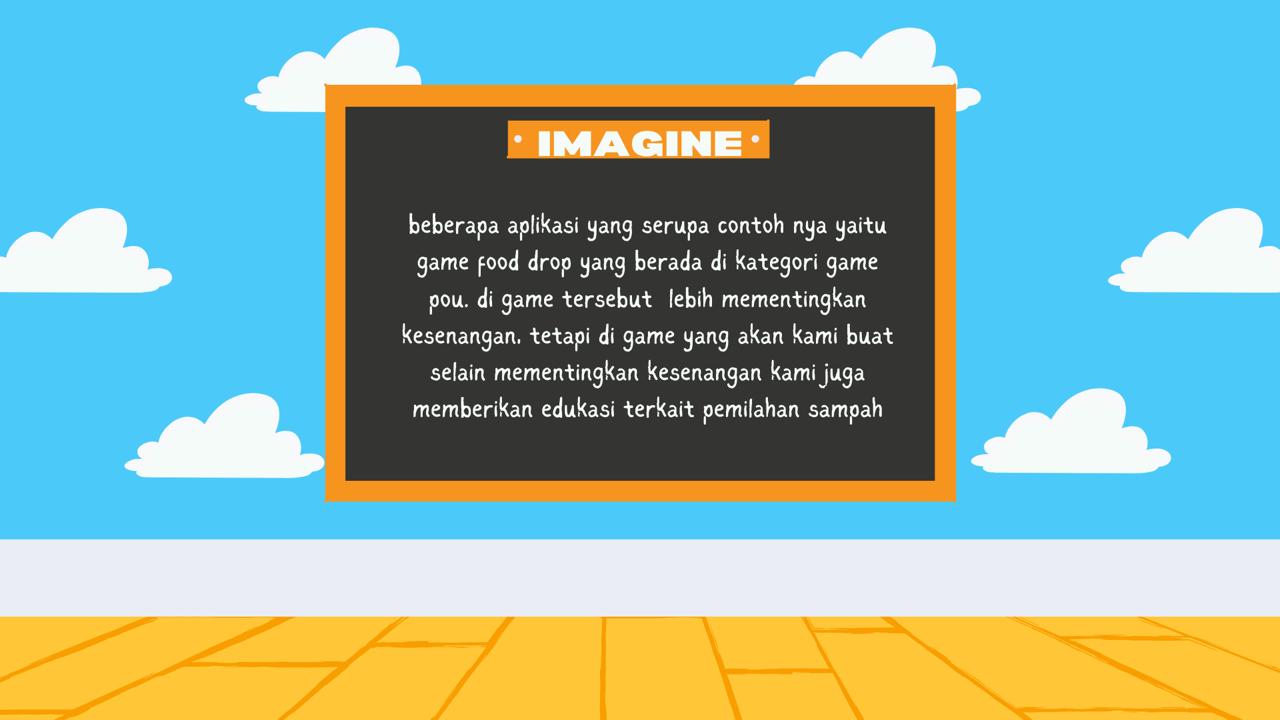 IMAGINE
beberapa aplikasi yang serupa contoh nya yaitu
game food drop yang berada di kategori game
pou. di game tersebut lebih mementingkan
kesenangan. tetapi di game yang akan kami buat
selain mementingkan kesenangan kami juga
memberikan edukasi terkait pemilahan sampah